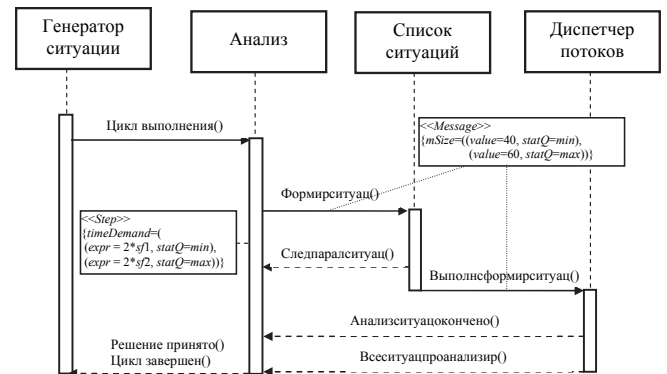 Генератор
ситуации
Анализ
Список
ситуаций
Диспетчер
потоков
Цикл выполнения()
<<Message>>
{mSize=((value=40, statQ=min),
(value=60, statQ=max))}
Формирситуац()
<<Step>>
{timeDemand=(
(expr = 2*sf1, statQ=min),
(expr = 2*sf2, statQ=max))}
Следпаралситуац()
Выполнсформирситуац()
Анализситуацокончено()
Решение принято()
Цикл завершен()
Всеситуацпроанализир()